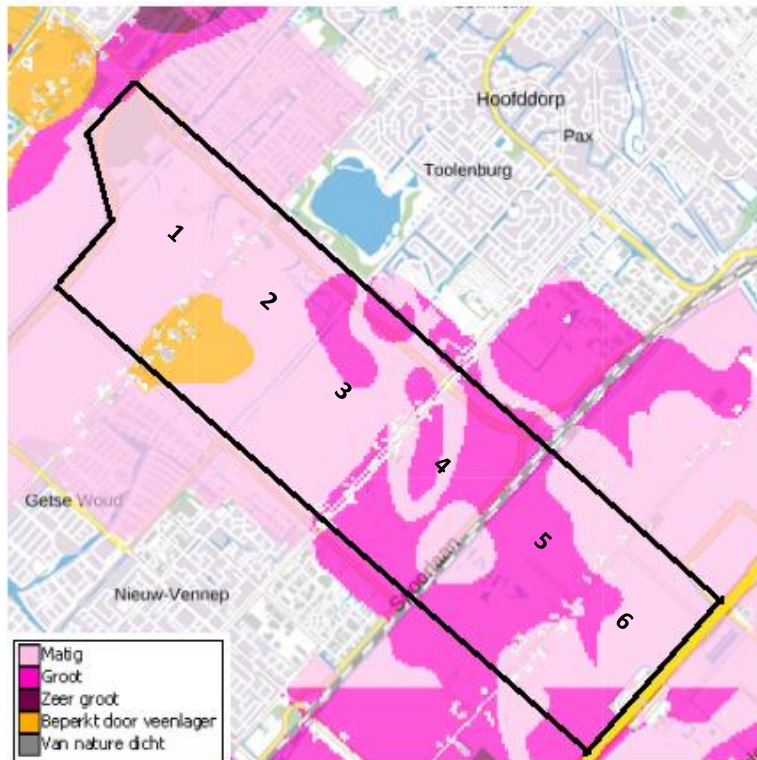 Hoofddorp
Pax
Toolenburg
1
2
3
4
5
6
Getse Woud
Spoorlaan
Nieuw-Vennep
Matig
Groot
Zeer groot
Beperkt door veenlager
Van nature dicht